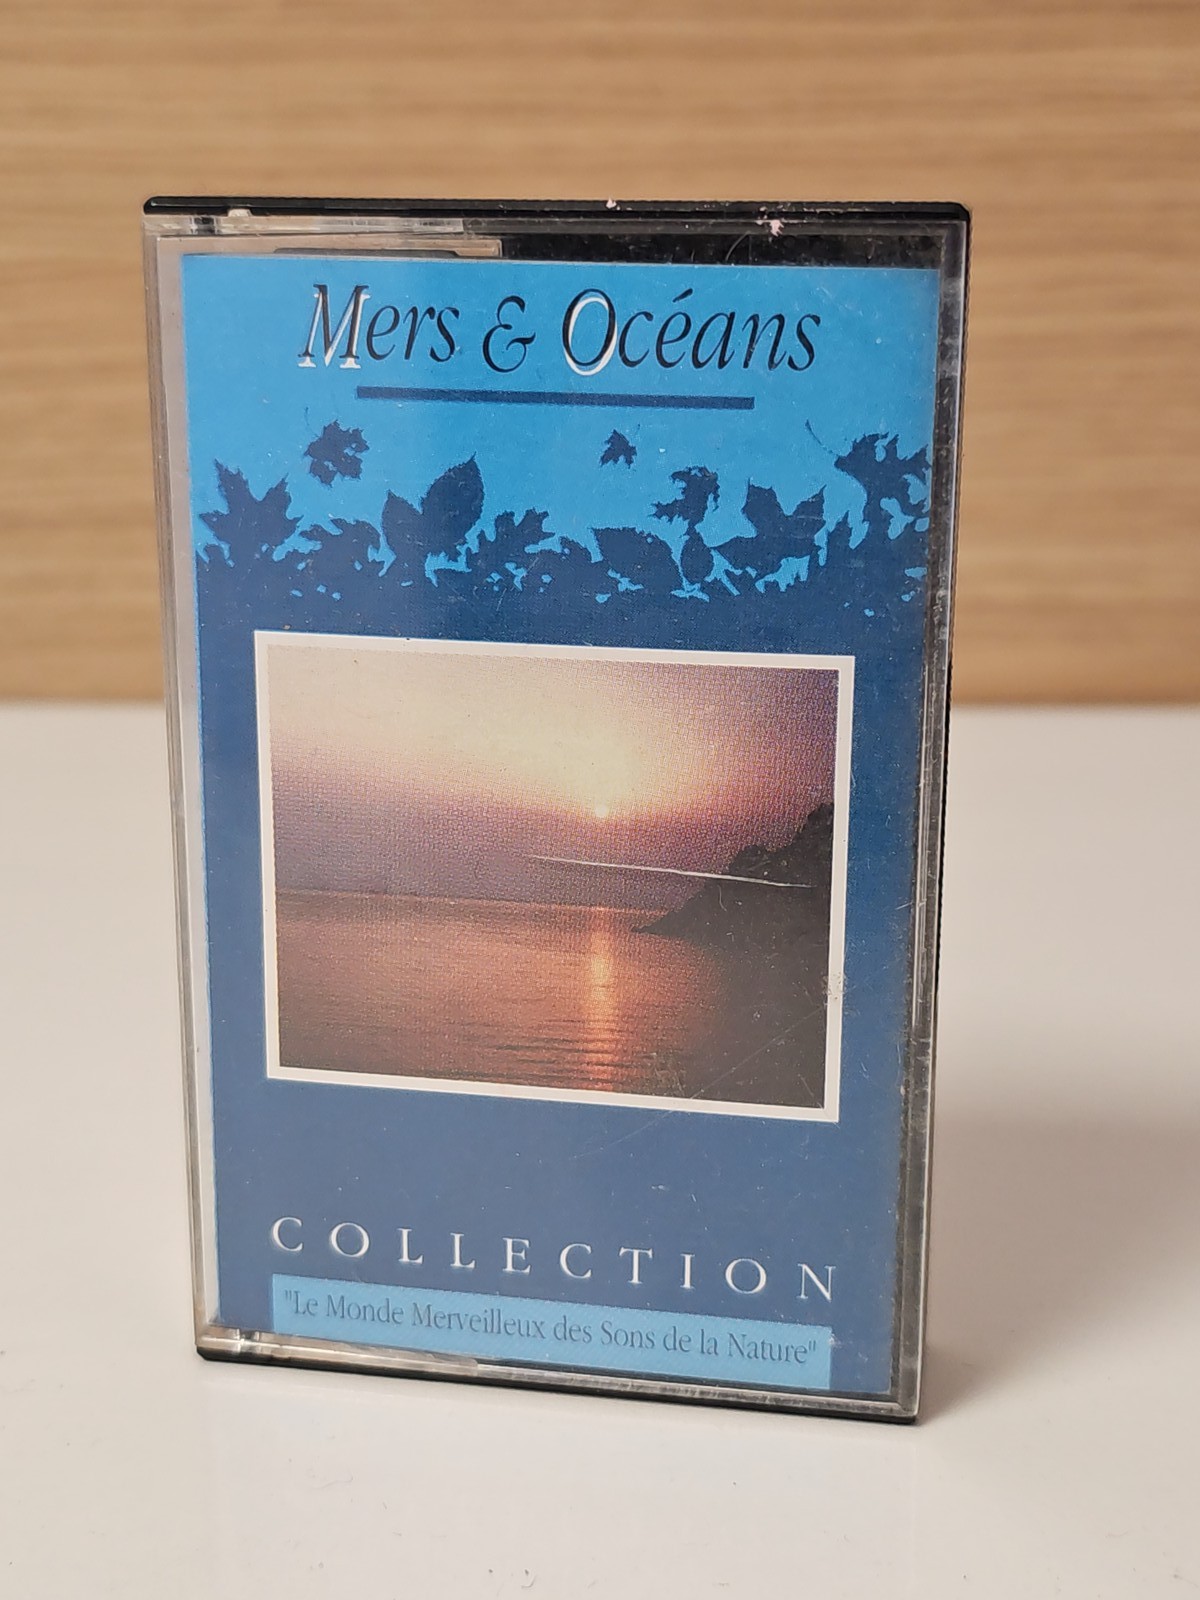 Mers & Océans
COLLECTION
"Le Monde Merveilleux des Sons de la Nature"